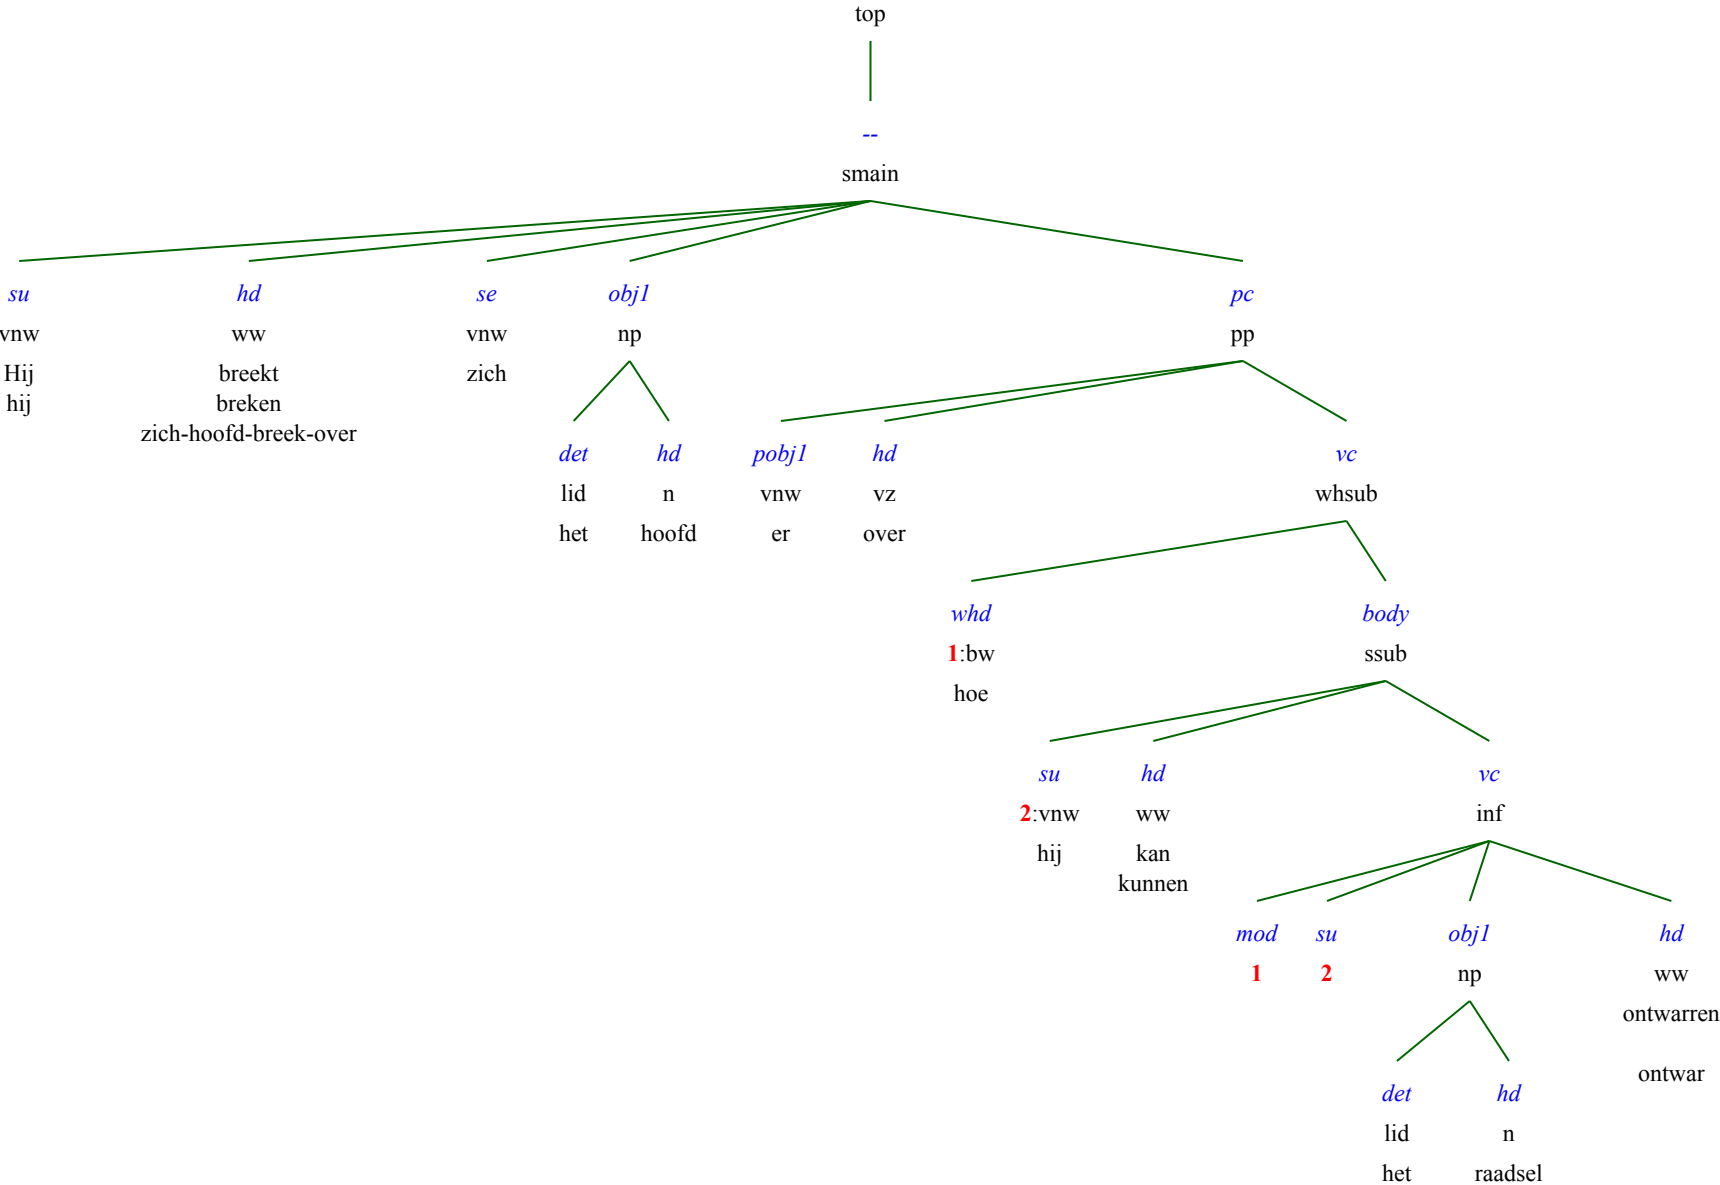 top
--
smain
su hd se obj1 pc
vnw ww vnw np pp
Hij breekt zich
hij breken
zich-hoofd-breek-over
det hd pobj1 hd vc
lid n vnw vz whsub
het hoofd er over
whd body
1:bw ssub
hoe
su hd vc
2:vnw ww inf
hij kan
kunnen
mod su obj1 hd
1 2 np ww
ontwarren
ontwar
det hd
lid n
het raadsel